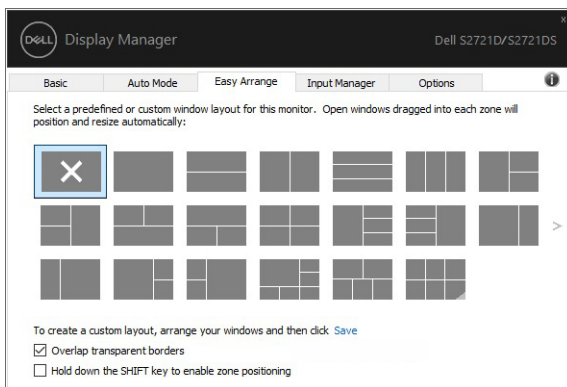 x
DELL Display Manager Dell S2721D/S2721DS
Basic Auto Mode Easy Arrange Input Manager Options i
Select a predefined or custom window layout for this monitor. Open windows dragged into each zone will
position and resize automatically:
To create a custom layout, arrange your windows and then click Save
Overlap transparent borders
Hold down the SHIFT key to enable zone positioning